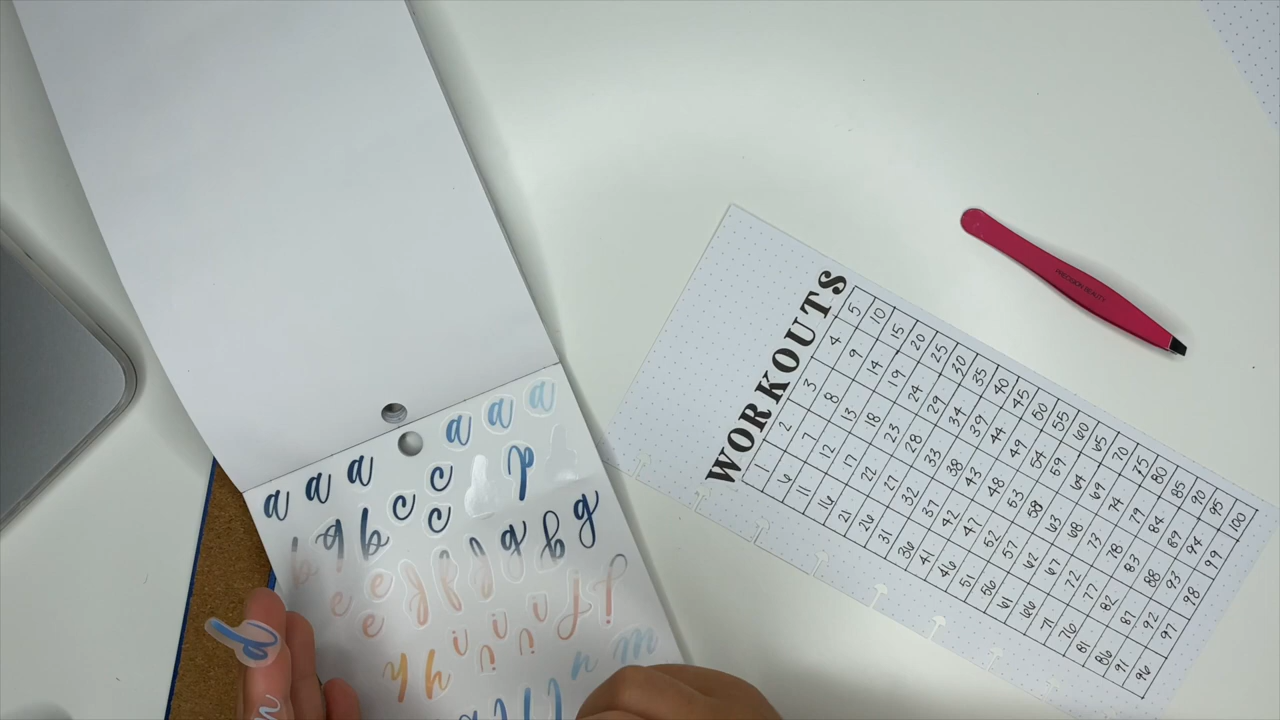 a a a a a a
c c c d
b g b g b g
e e e f f f
i i i i f f
y h n m
d
m
WORKOUTS
1 2 3 4 5
6 7 8 9 10
11 12 13 14 15
16 17 18 19 20
21 22 23 24 25
26 27 28 29 30
31 32 33 34 35
36 37 38 39 40
41 42 43 44 45
46 47 48 49 50
51 52 53 54 55
56 57 58 59 60
61 62 63 64 65
66 67 68 69 70
71 72 73 74 75
76 77 78 79 80
81 82 83 84 85
86 87 88 89 90
91 92 93 94 95
96 97 98 99 100
PRECISION BEAUTY